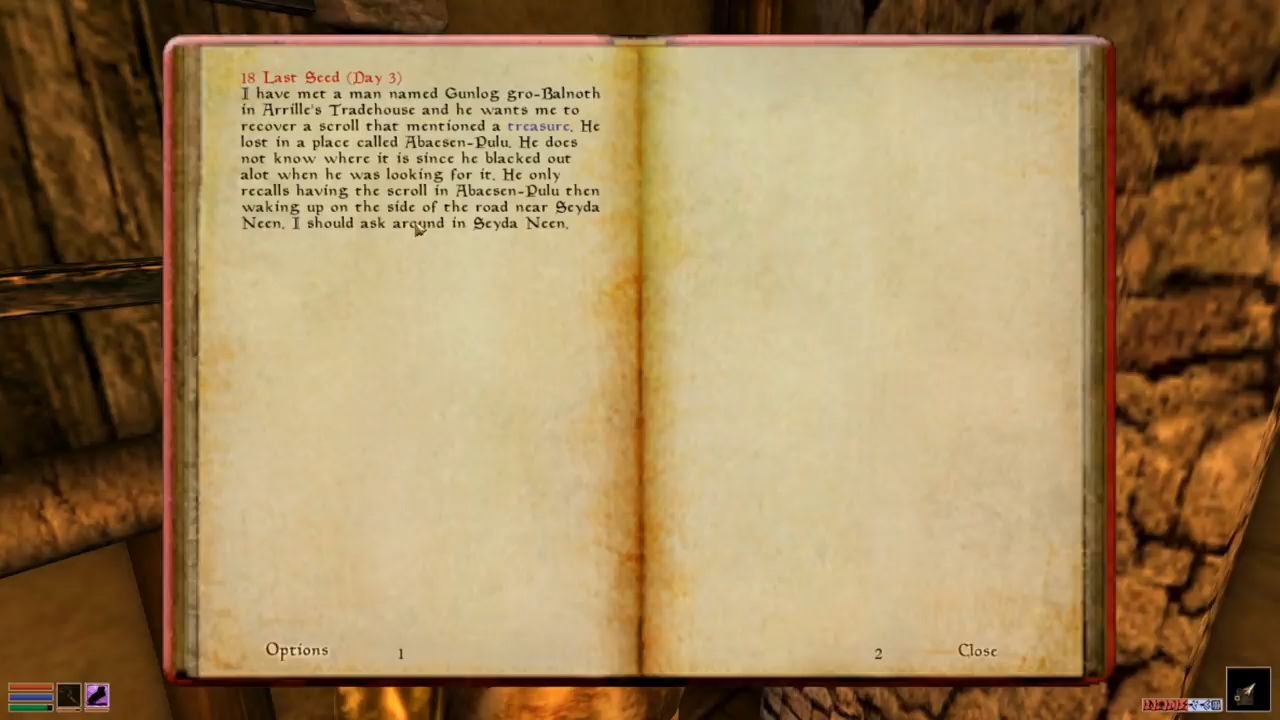 18 Last Seed (Day 3)
I have met a man named Gunlog gro-Balnoth
in Arrille's Tradehouse and he wants me to
recover a scroll that mentioned a treasure. He
lost in a place called Abaesen-Pulu. He does
not know where it is since he blacked out
alot when he was looking for it. He only
recalls having the scroll in Abaesen-Pulu then
waking up on the side of the road near Seyda
Neen. I should ask around in Seyda Neen.
Options
1
2
Close